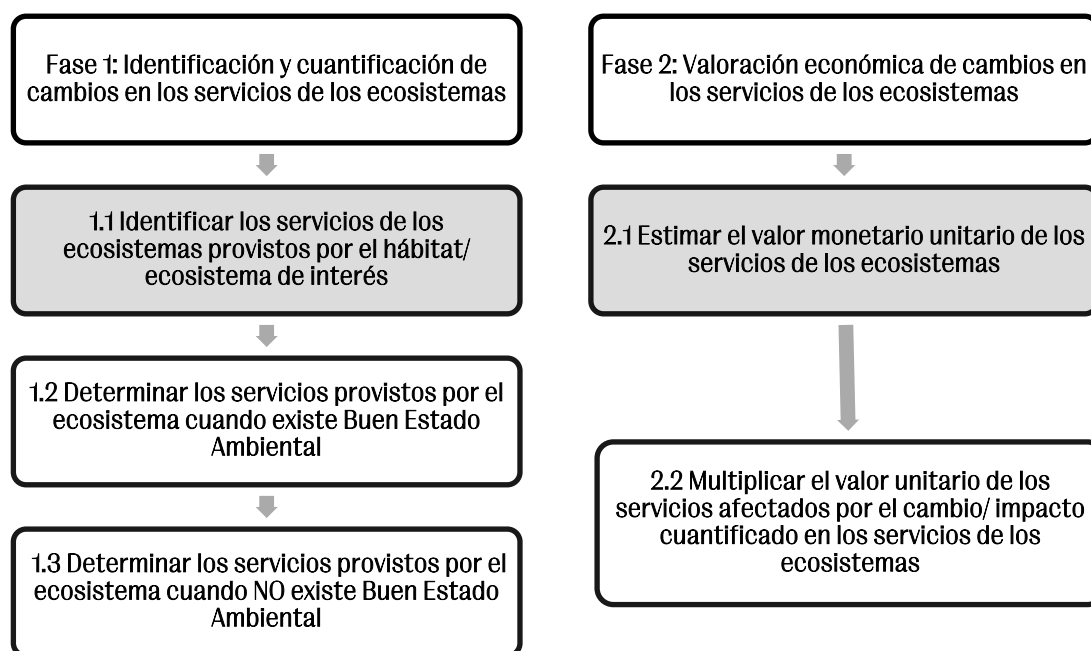 Fase 1: Identificación y cuantificación de
cambios en los servicios de los ecosistemas
1.1 Identificar los servicios de los
ecosistemas provistos por el hábitat/
ecosistema de interés
1.2 Determinar los servicios provistos por el
ecosistema cuando existe Buen Estado
Ambiental
1.3 Determinar los servicios provistos por el
ecosistema cuando NO existe Buen Estado
Ambiental
Fase 2: Valoración económica de cambios en
los servicios de los ecosistemas
2.1 Estimar el valor monetario unitario de los
servicios de los ecosistemas
2.2 Multiplicar el valor unitario de los
servicios afectados por el cambio/ impacto
cuantificado en los servicios de los
ecosistemas